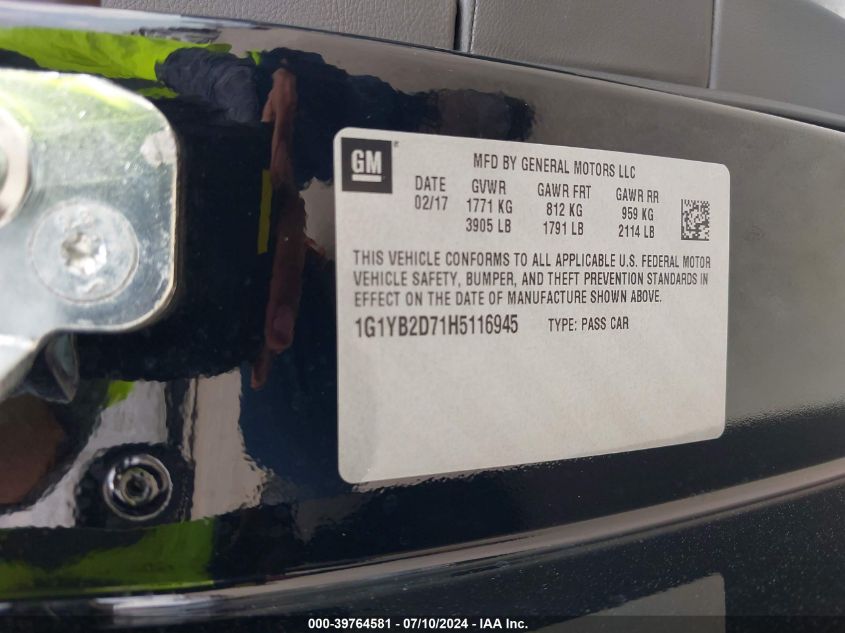 GM
MFD BY GENERAL MOTORS LLC
DATE GVWR GAWR FRT GAWR RR
02/17 1771 KG 812 KG 959 KG
3905 LB 1791 LB 2114 LB
THIS VEHICLE CONFORMS TO ALL APPLICABLE U.S. FEDERAL MOTOR
VEHICLE SAFETY, BUMPER, AND THEFT PREVENTION STANDARDS IN
EFFECT ON THE DATE OF MANUFACTURE SHOWN ABOVE.
1G1YB2D71H5116945 TYPE: PASS CAR
000-39764581 / 07/10/2024 - IAA Inc.